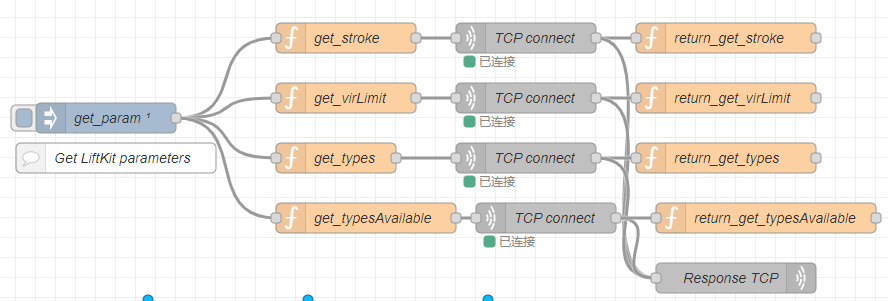 get_stroke
TCP connect
return_get_stroke
已连接
get_virLimit
TCP connect
return_get_virLimit
已连接
get_param ¹
Get LiftKit parameters
get_types
TCP connect
return_get_types
已连接
get_typesAvailable
TCP connect
return_get_typesAvailable
已连接
Response TCP